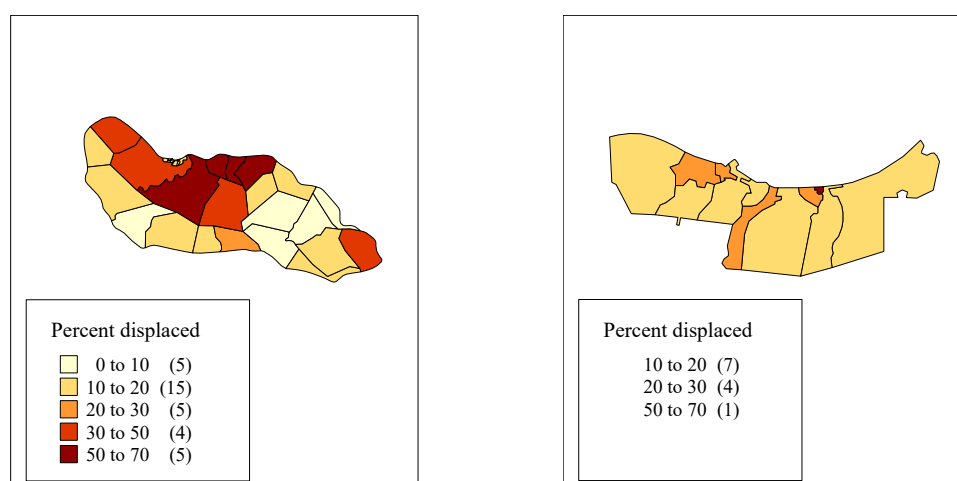 Percent displaced
0 to 10 (5)
10 to 20 (15)
20 to 30 (5)
30 to 50 (4)
50 to 70 (5)
Percent displaced
10 to 20 (7)
20 to 30 (4)
50 to 70 (1)